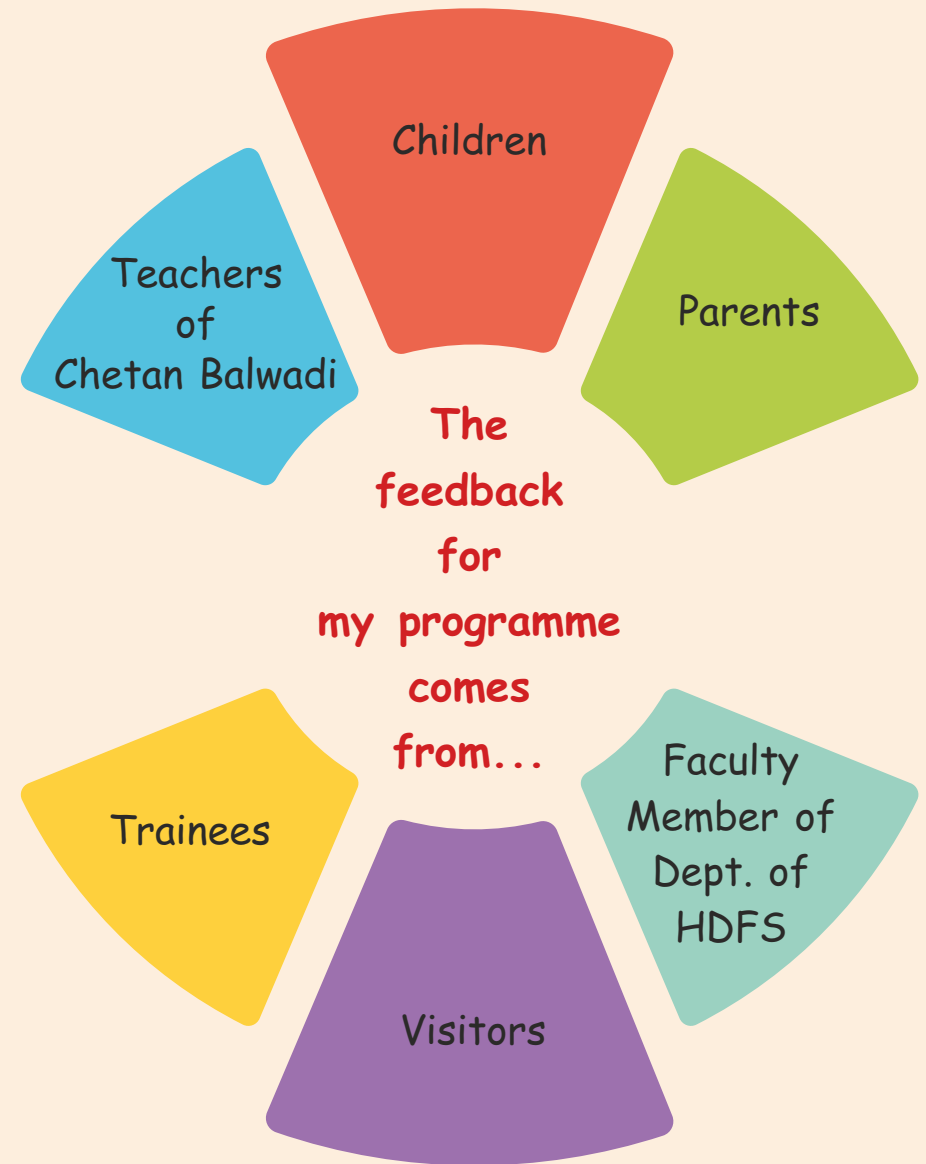 Children
Teachers
of
Chetan Balwadi
Parents
The
feedback
for
my programme
comes
from...
Trainees
Faculty
Member of
Dept. of
HDFS
Visitors